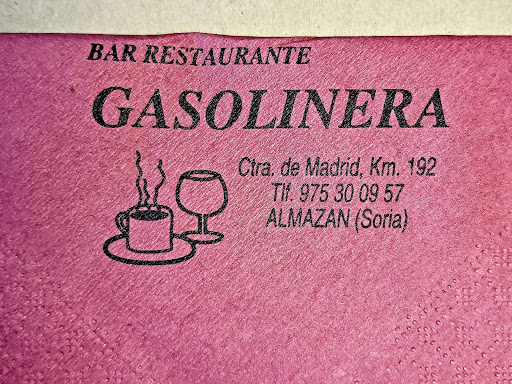 BAR RESTAURANTE
GASOLINERA
Ctra. de Madrid, Km. 192
Tlf. 975 30 09 57
ALMAZAN (Soria)